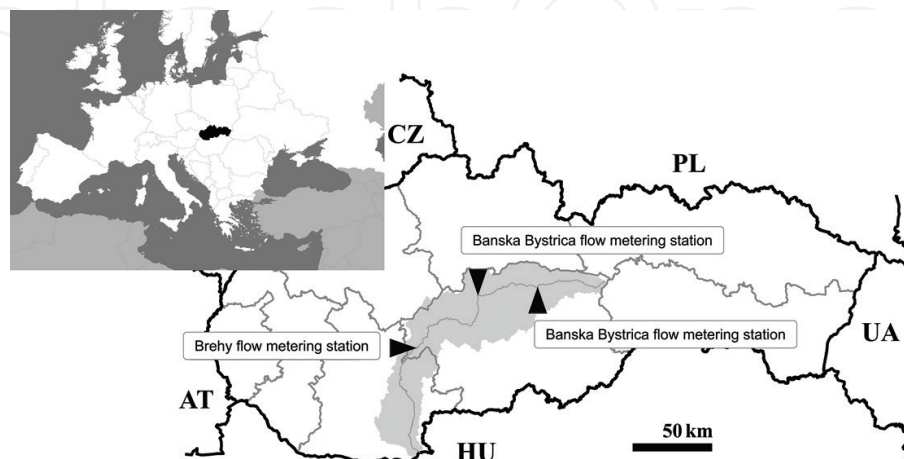 CZ
PL
Banska Bystrica flow metering station
Banska Bystrica flow metering station
Brehy flow metering station
UA
AT
50 km
HU